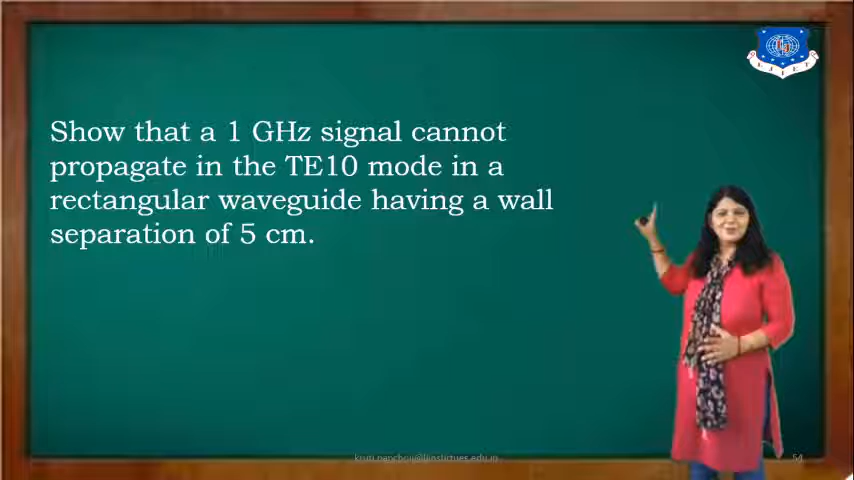 Show that a 1 GHz signal cannot
propagate in the TE10 mode in a
rectangular waveguide having a wall
separation of 5 cm.
54